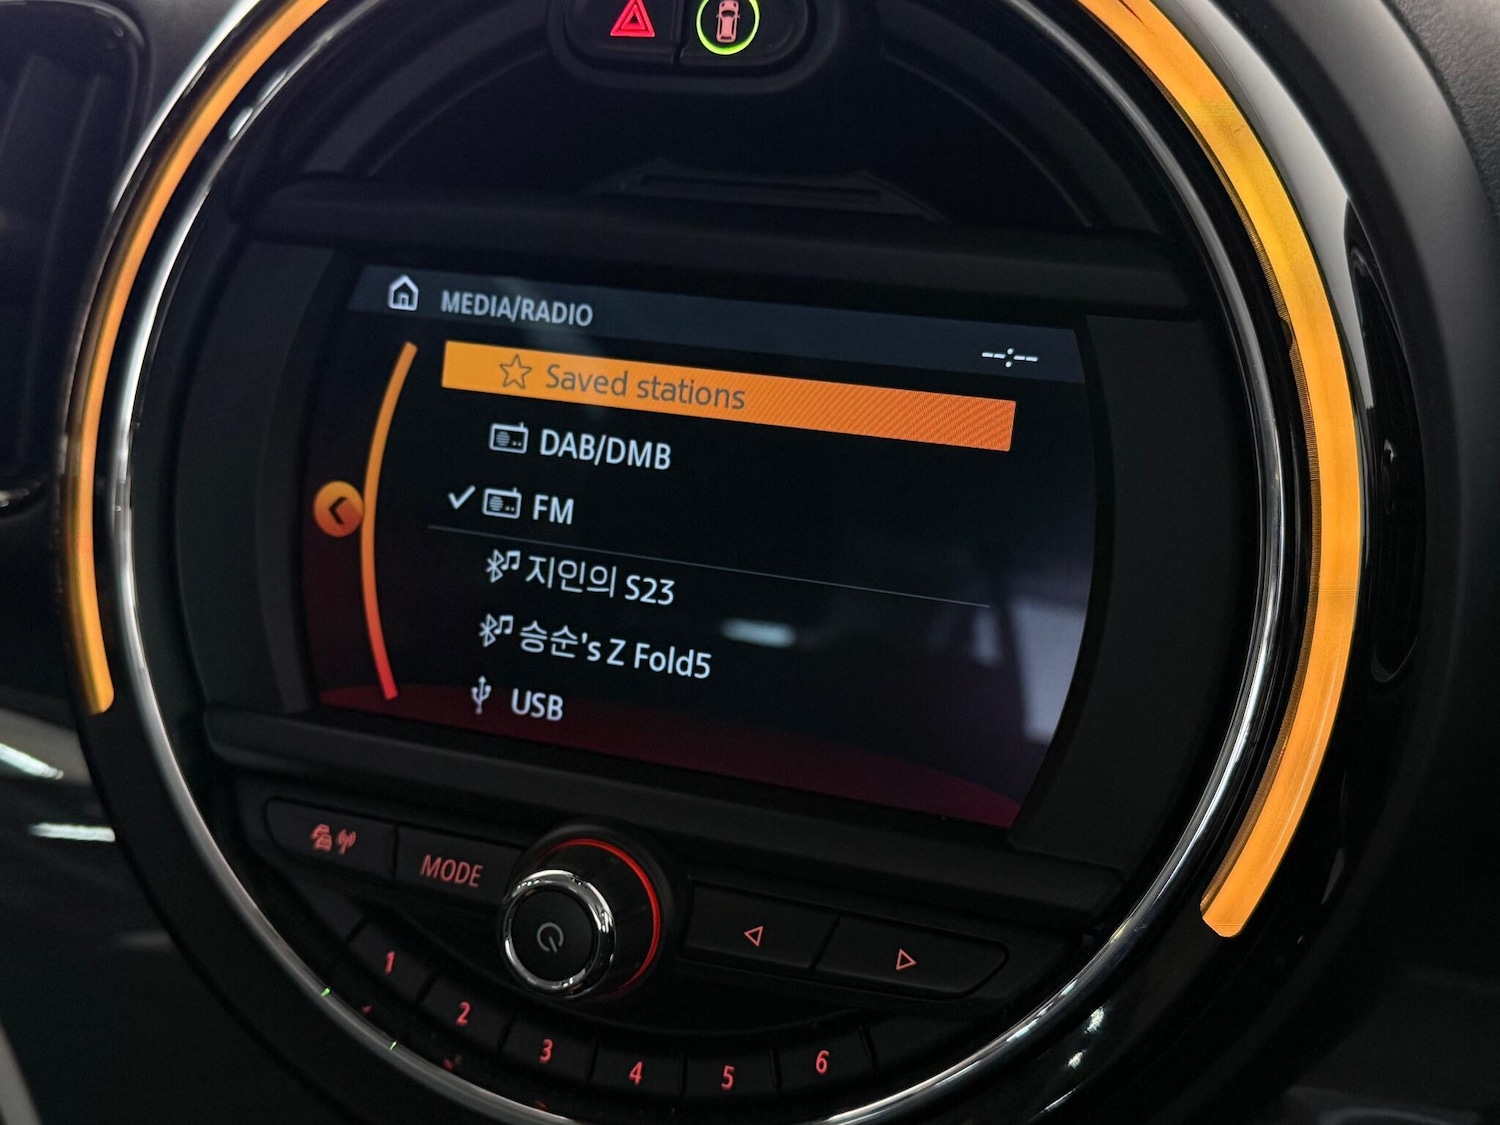 MEDIA/RADIO
--:--
Saved stations
DAB/DMB
FM
지인의 S23
승순's Z Fold5
USB
MODE
1
2
3
4
5
6